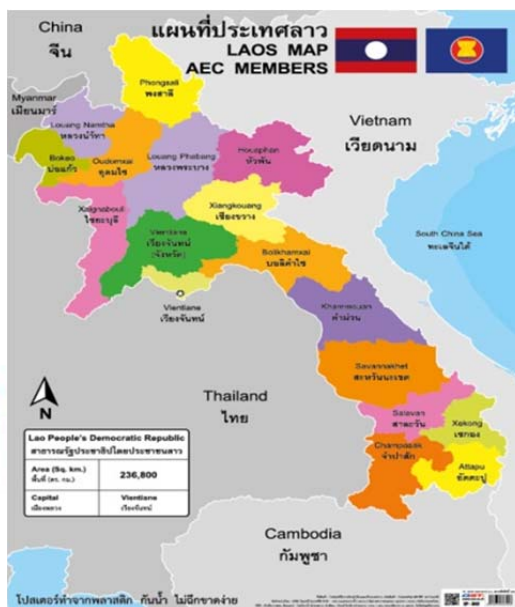 แผนที่ประเทศลาว
LAOS MAP
AEC MEMBERS
China
จีน
Phongsali
พงสาลี
Myanmar
เมียนมาร์
Louang Namtha
หลวงน้ำทา
Vietnam
เวียดนาม
Bokeo
บ่อแก้ว
Oudomxai
อุดมไซ
Louang Phabang
หลวงพระบาง
Houaphan
หัวพัน
Xaignabouli
ไชยะบุลี
Xiangkouang
เชียงขวาง
Vientiane
เวียงจันทน์
(จังหวัด)
Bolikhamxai
บอลิคำไซ
South China Sea
ทะเลจีนใต้
Vientiane
เวียงจันทน์
Khammouan
คำม่วน
Savannakhet
สะหวันนะเขต
Thailand
ไทย
Salavan
สาละวัน
Xekong
เซกอง
Champasak
จำปาสัก
Attapu
อัตตะปู
N
Lao People's Democratic Republic
สาธารณรัฐประชาธิปไตยประชาชนลาว
Area (Sq. km.)
พื้นที่ (ตร. กม.)
236,800
Capital
เมืองหลวง
Vientiane
เวียงจันทน์
Cambodia
กัมพูชา
โปสเตอร์ทำจากพลาสติก กันน้ำ ไม่ฉีกขาดง่าย